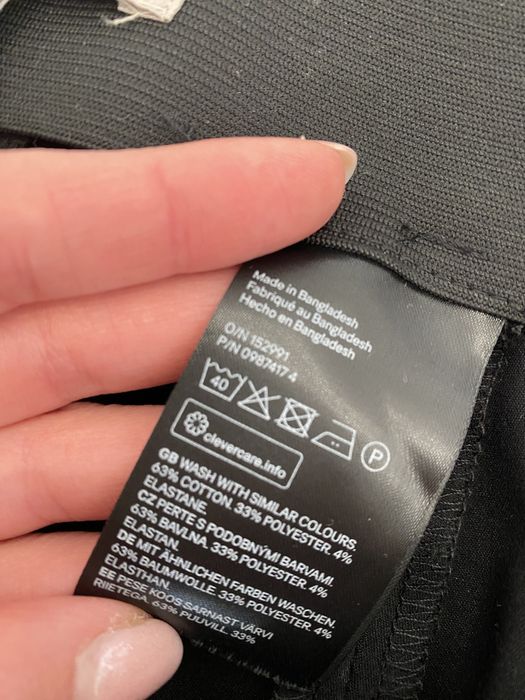 Made in Bangladesh
Fabriqué au Bangladesh
Hecho en Bangladesh
O/N 152991
P/N 0987417 4
40
P
clevercare.info
GB WASH WITH SIMILAR COLOURS.
63% COTTON. 33% POLYESTER. 4%
ELASTANE.
CZ PERTE S PODOBNÝMI BARVAMI.
63% BAVLNA. 33% POLYESTER. 4%
ELASTAN.
DE MIT ÄHNLICHEN FARBEN WASCHEN.
63% BAUMWOLLE. 33% POLYESTER. 4%
ELASTHAN.
EE PESE KOOS SARNAST VÄRVI
RIIETEGA. 63% PUUVILL. 33%